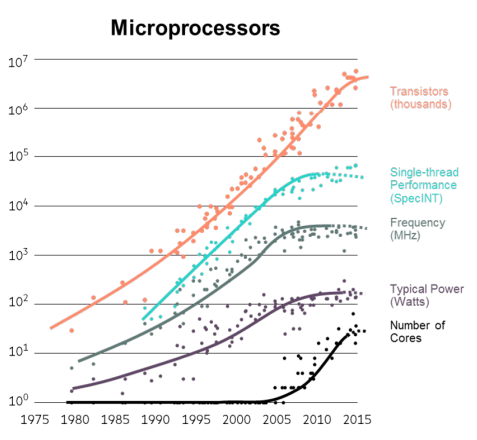 Microprocessors
10^7
10^6
10^5
10^4
10^3
10^2
10^1
10^0
1975 1980 1985 1990 1995 2000 2005 2010 2015
Transistors
(thousands)
Single-thread
Performance
(SpecINT)
Frequency
(MHz)
Typical Power
(Watts)
Number of
Cores